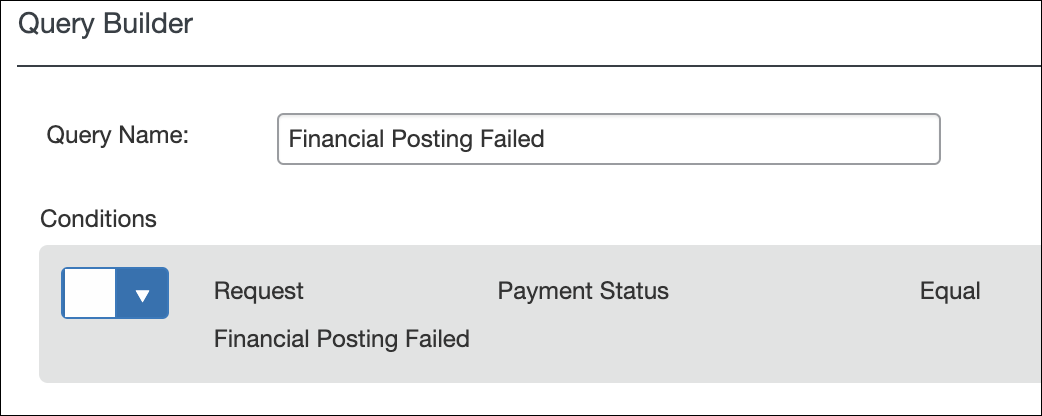 Query Builder
Query Name: Financial Posting Failed
Conditions
Request Payment Status Equal
Financial Posting Failed